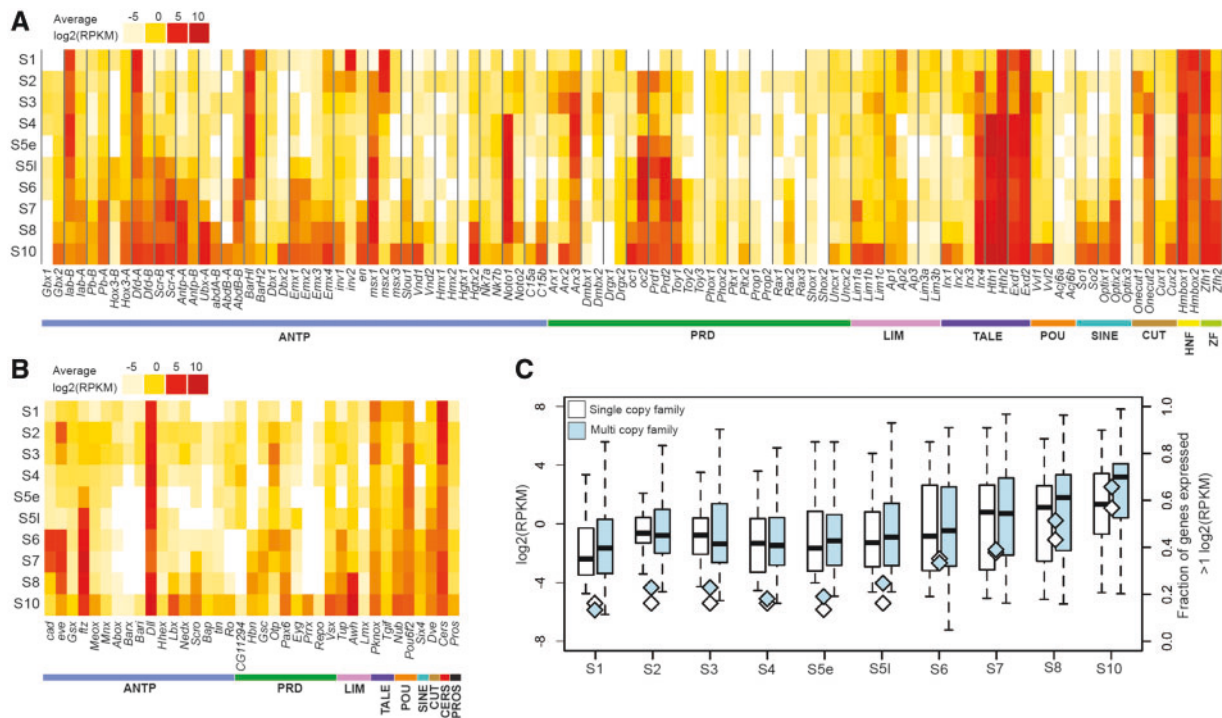 A
Average
log2(RPKM)
-5 0 5 10
S1
S2
S3
S4
S5e
S5l
S6
S7
S8
S10
Gbx1 Gbx2 lab-B lab-A Pb-B Pb-A Hox3-B Hox3-A Dfd-A Dfd-B Scr-B Scr-A Antp-A Antp-B Ubx-A abdA-B AbdB-A AbdB-B BarHI BarH2 Dbx1 Dbx2 Emx1 Emx2 Emx3 Emx4 inv1 inv2 en msx1 msx2 msx3 Slou1 Vnd1 Vnd2 Hmx1 Hmx2 Hgtx1 Hgtx2 Nk7a Nk7b Noto1 Noto2 C15a C15b Arx1 Arx2 Arx3 Dmbx1 Dmbx2 Drgx1 Drgx2 oc1 oc2 Prd1 Prd2 Toy1 Toy2 Toy3 Phox1 Phox2 Pitx1 Pitx2 Prop1 Prop2 Rax1 Rax2 Rax3 Shox1 Shox2 Uncx1 Uncx2 Lim1a Lim1b Lim1c Ap1 Ap2 Ap3 Lim3a Lim3b Irx1 Irx2 Irx3 Irx4 Hth1 Hth2 Exd1 Exd2 Vvl1 Vvl2 Acj6a Acj6b So1 So2 Optix1 Optix2 Optix3 Onecut1 Onecut2 Cux1 Cux2 Hmbox1 Hmbox2 Zfh1 Zfh2
ANTP PRD LIM TALE POU SINE CUT HNF ZF
B
Average
log2(RPKM)
-5 0 5 10
S1
S2
S3
S4
S5e
S5l
S6
S7
S8
S10
cad eve Gsx ftz Meox Mnx Abox Barx Bari Dll Hhex Lbx Nedx Scro Bap tin Ro CG11294 Hbn Gsc Otp Pax6 Eyg Prrx Repo Vsx Tup Awh Lmx Pknox Tgif Nub Pou6f2 Six4 Dve Cers Pros
ANTP PRD LIM TALE POU SINE CUT CERS PROS
C
Single copy family
Multi copy family
log2(RPKM)
8
4
0
-4
-8
1.0
0.8
0.6
0.4
0.2
0.0
Fraction of genes expressed
>1 log2(RPKM)
S1 S2 S3 S4 S5e S5l S6 S7 S8 S10